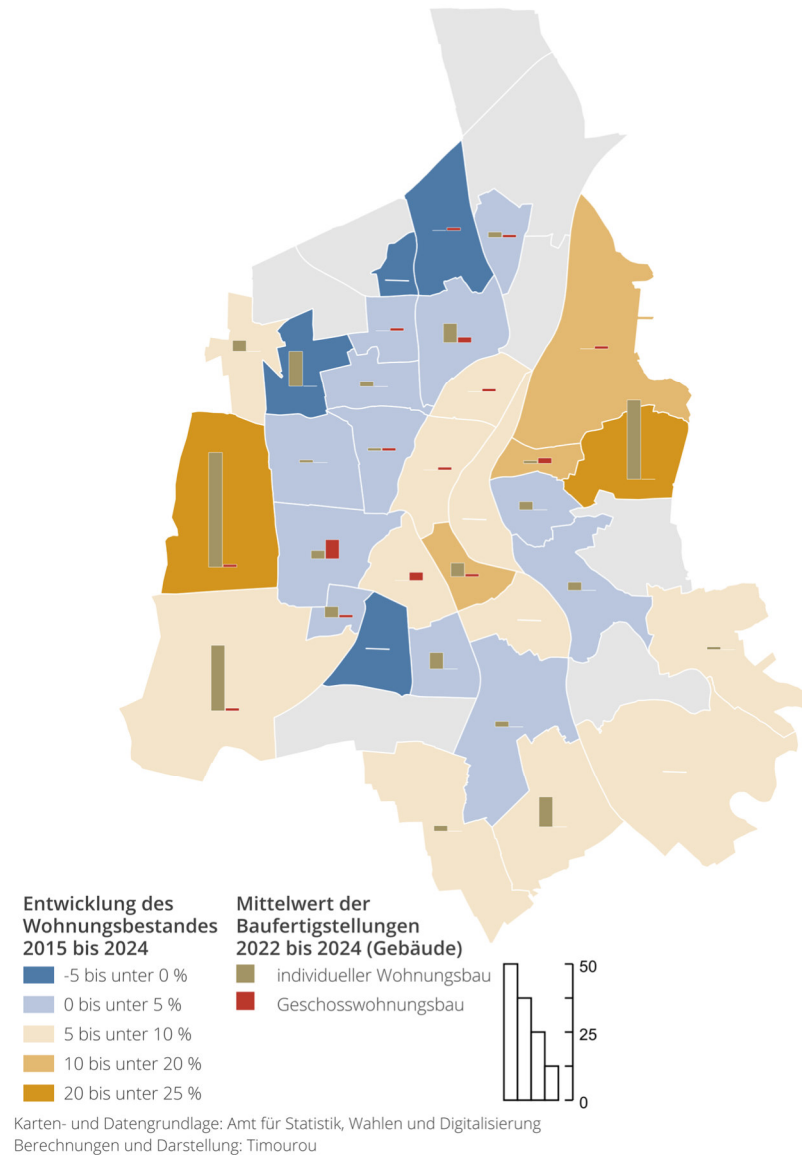 Entwicklung des
Wohnungsbestandes
2015 bis 2024
-5 bis unter 0 %
0 bis unter 5 %
5 bis unter 10 %
10 bis unter 20 %
20 bis unter 25 %
Mittelwert der
Baufertigstellungen
2022 bis 2024 (Gebäude)
individueller Wohnungsbau
Geschosswohnungsbau
50
25
0
Karten- und Datengrundlage: Amt für Statistik, Wahlen und Digitalisierung
Berechnungen und Darstellung: Timourou